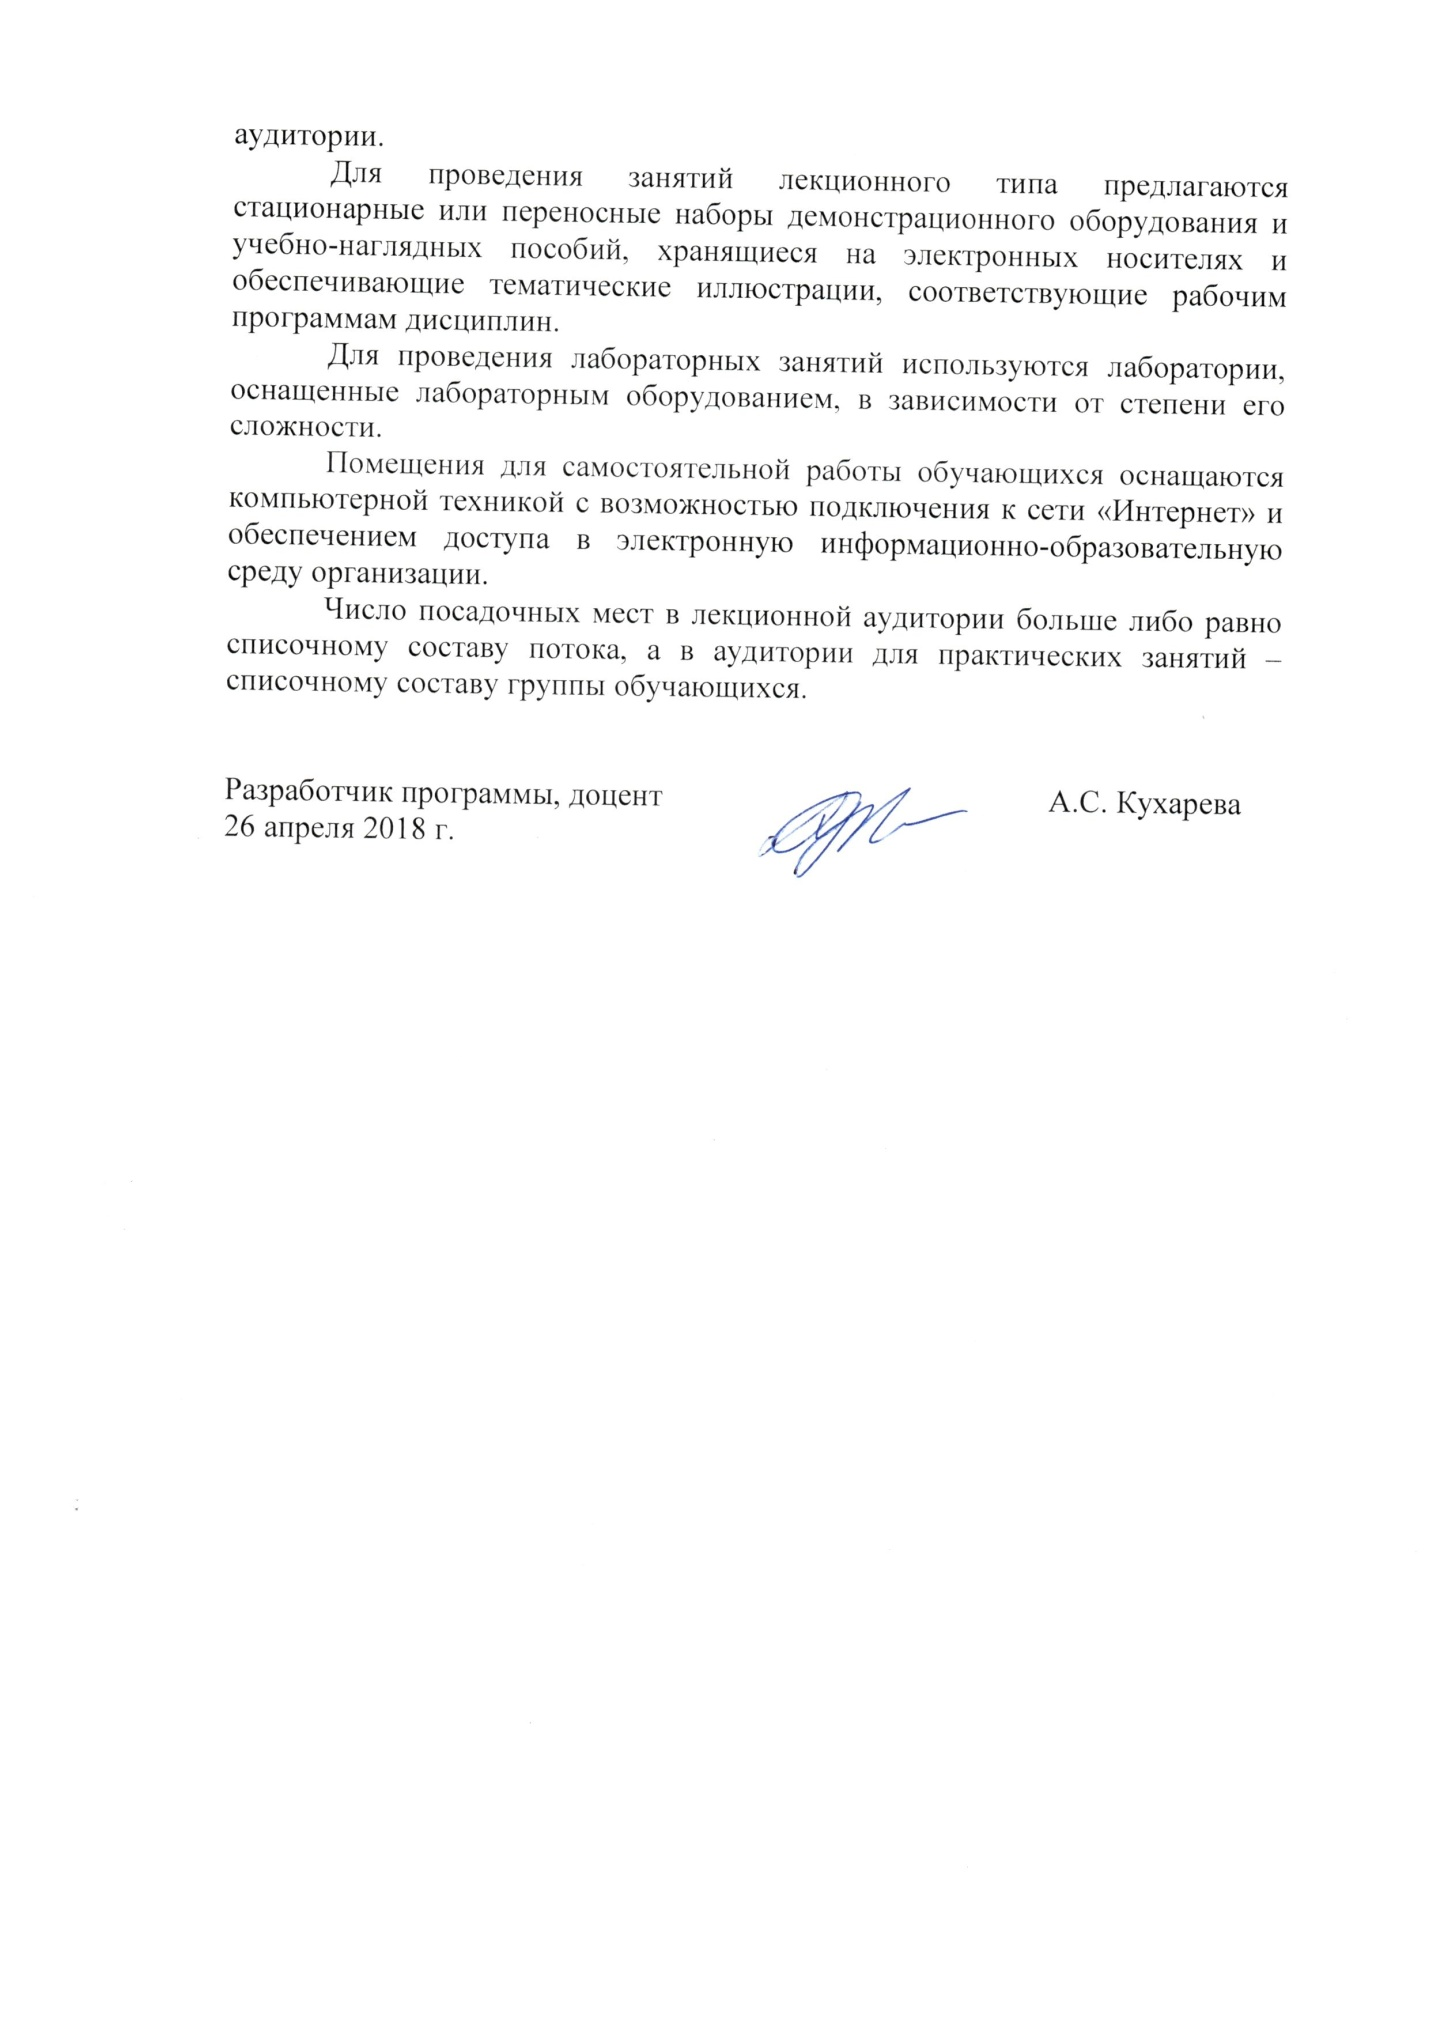 аудитории.
Для проведения занятий лекционного типа предлагаются
стационарные или переносные наборы демонстрационного оборудования и
учебно-наглядных пособий, хранящиеся на электронных носителях и
обеспечивающие тематические иллюстрации, соответствующие рабочим
программам дисциплин.
Для проведения лабораторных занятий используются лаборатории,
оснащенные лабораторным оборудованием, в зависимости от степени его
сложности.
Помещения для самостоятельной работы обучающихся оснащаются
компьютерной техникой с возможностью подключения к сети «Интернет» и
обеспечением доступа в электронную информационно-образовательную
среду организации.
Число посадочных мест в лекционной аудитории больше либо равно
списочному составу потока, а в аудитории для практических занятий –
списочному составу группы обучающихся.
Разработчик программы, доцент А.С. Кухарева
26 апреля 2018 г.